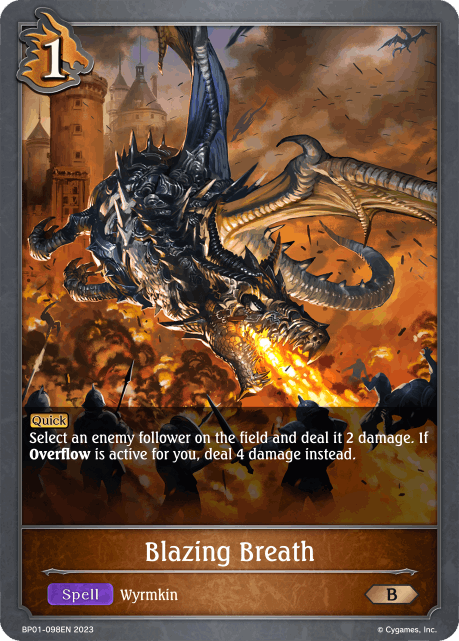 1
Quick
Select an enemy follower on the field and deal it 2 damage. If
Overflow is active for you, deal 4 damage instead.
Blazing Breath
Spell Wyrmkin B
BP01-098EN 2023 © Cygames, Inc.